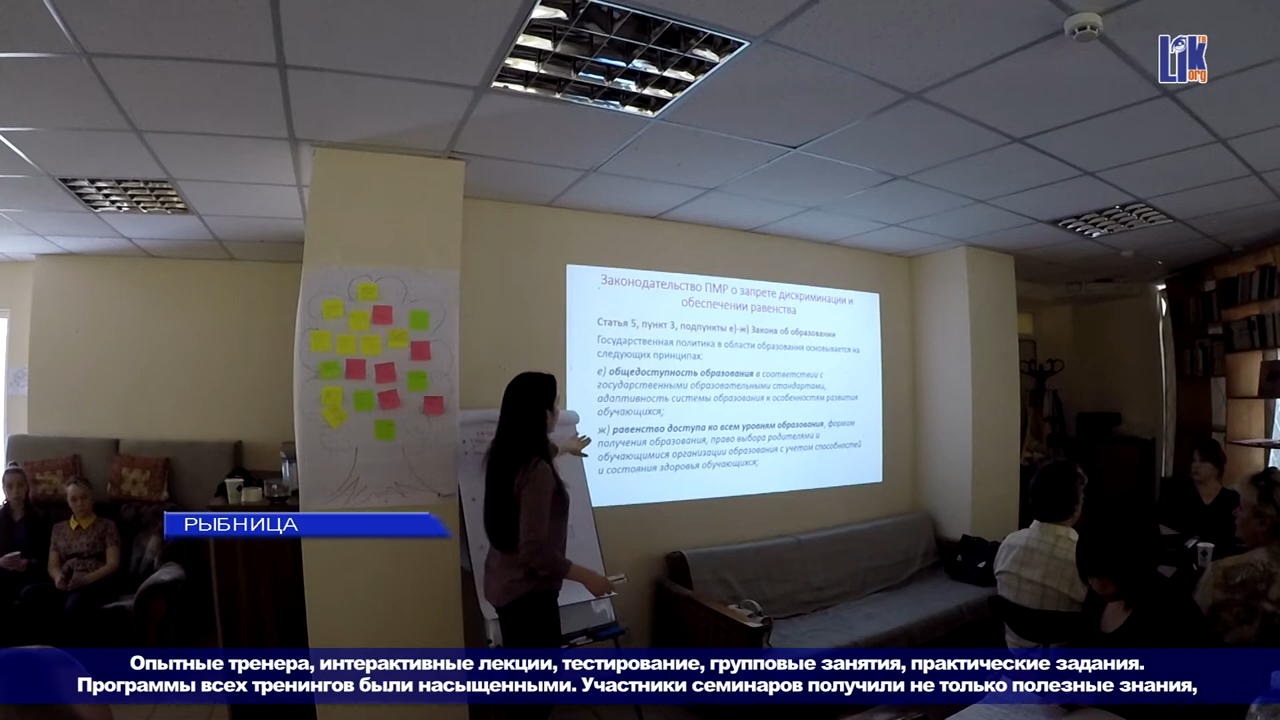 LIK
TV
org
Законодательство ПМР о запрете дискриминации и
обеспечении равенства
Статья 5, пункт 3, подпункты е)-ж) Закона об образовании
Государственная политика в области образования основывается на
следующих принципах:
е) общедоступность образования в соответствии с
государственными образовательными стандартами,
адаптивность системы образования к особенностям развития
обучающихся;
ж) равенство доступа ко всем уровням образования, формам
получения образования, право выбора родителями и
обучающимися организации образования с учетом способностей
и состояния здоровья обучающихся;
РЫБНИЦА
Опытные тренера, интерактивные лекции, тестирование, групповые занятия, практические задания.
Программы всех тренингов были насыщенными. Участники семинаров получили не только полезные знания,